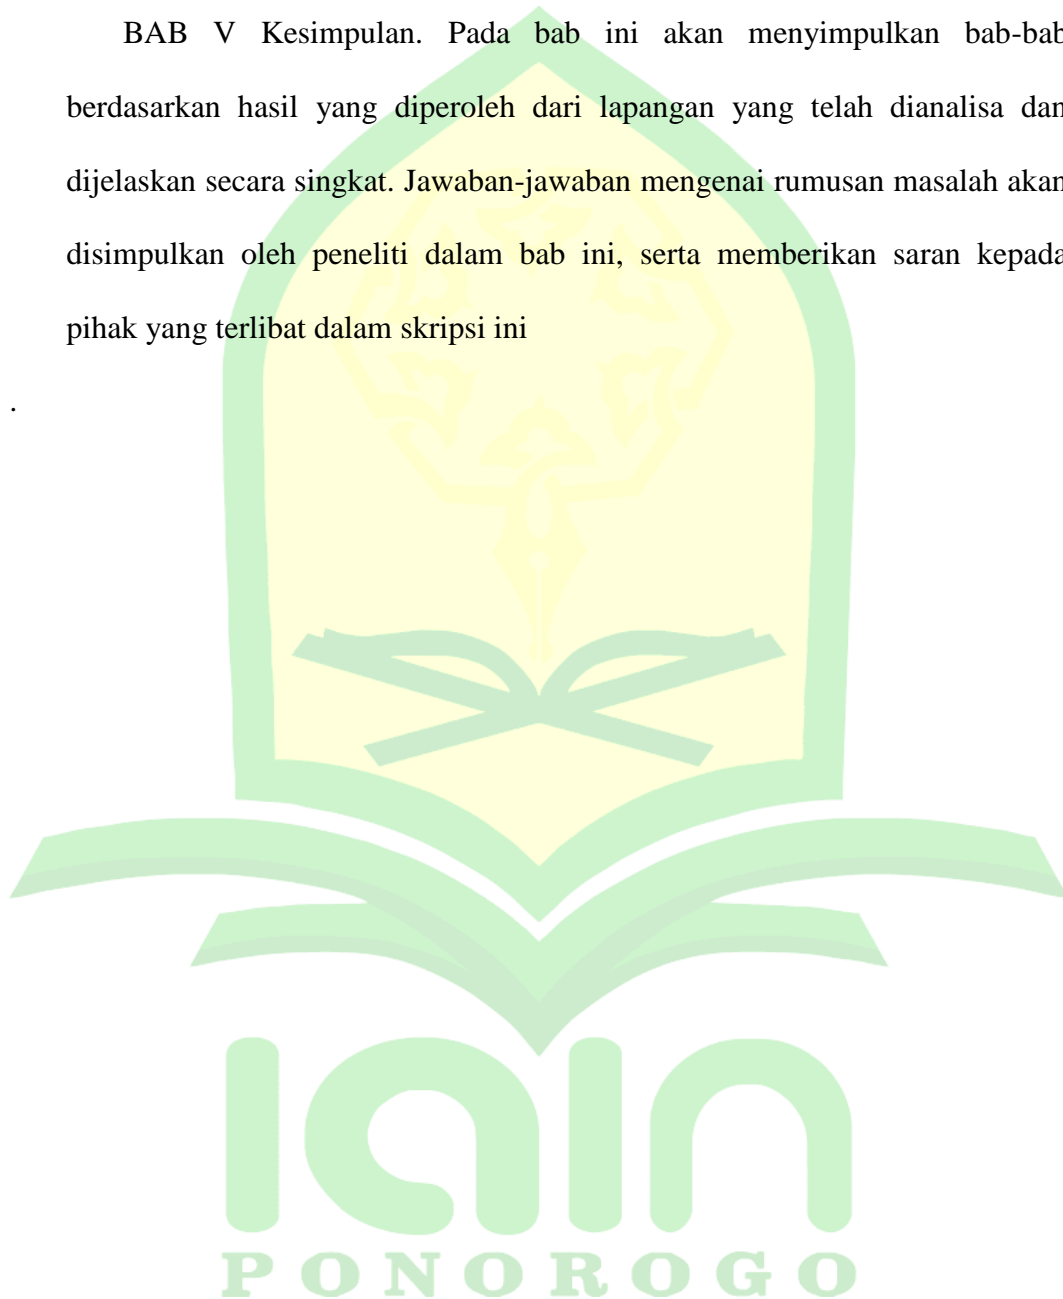 BAB V Kesimpulan. Pada bab ini akan menyimpulkan bab-bab
berdasarkan hasil yang diperoleh dari lapangan yang telah dianalisa dan
dijelaskan secara singkat. Jawaban-jawaban mengenai rumusan masalah akan
disimpulkan oleh peneliti dalam bab ini, serta memberikan saran kepada
pihak yang terlibat dalam skripsi ini
.
iain
PONOROGO